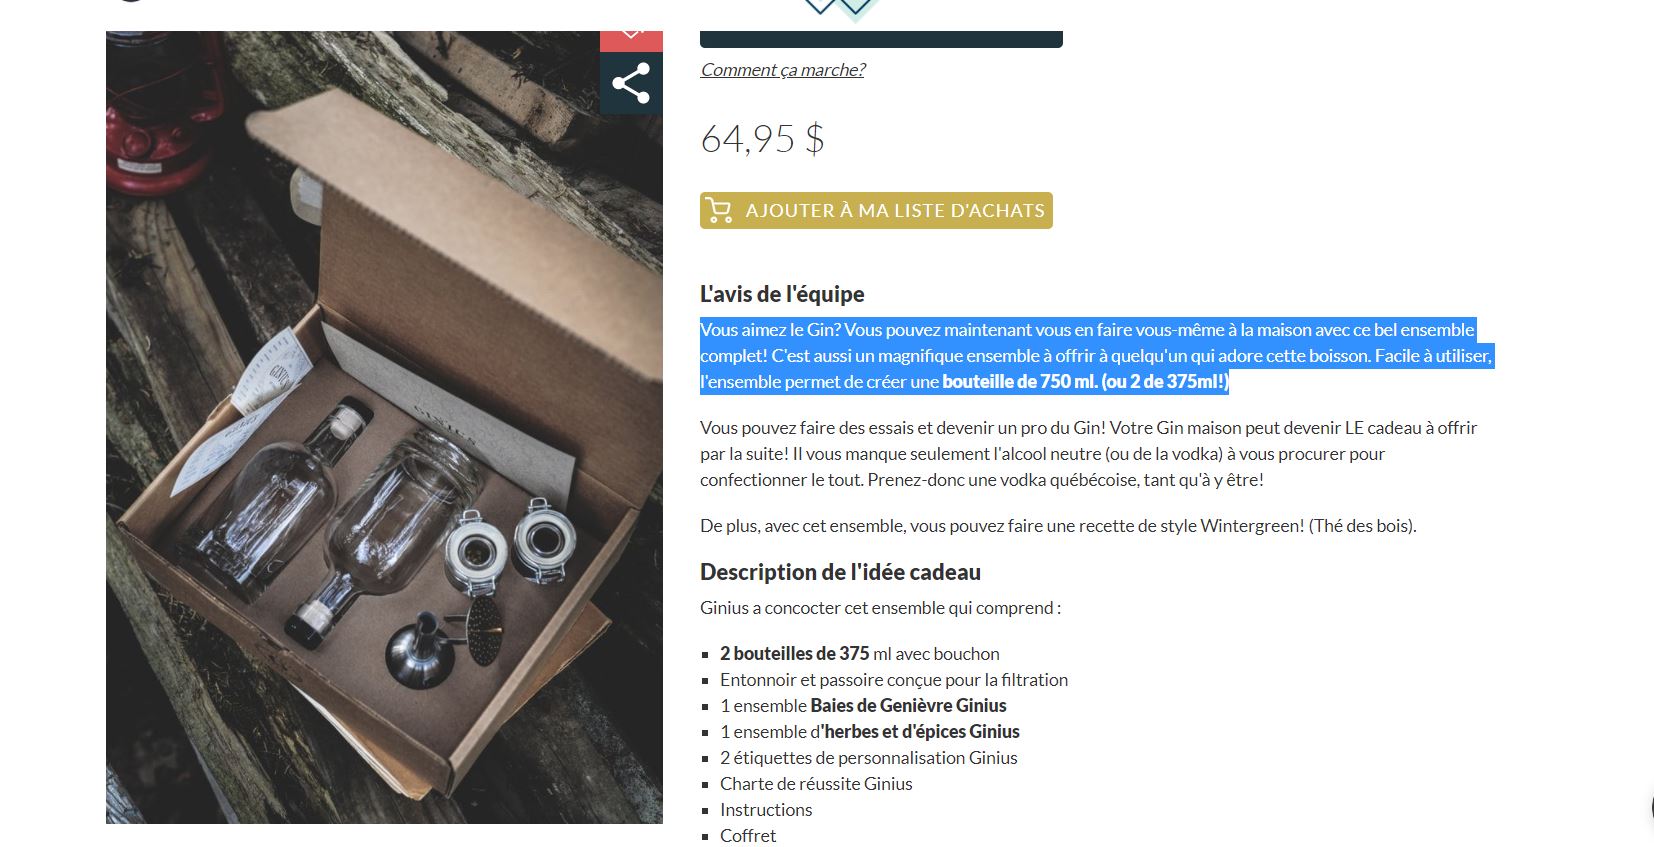 Comment ça marche?
64,95 $
AJOUTER À MA LISTE D'ACHATS
L'avis de l'équipe
Vous aimez le Gin? Vous pouvez maintenant vous en faire vous-même à la maison avec ce bel ensemble
complet! C'est aussi un magnifique ensemble à offrir à quelqu'un qui adore cette boisson. Facile à utiliser,
l'ensemble permet de créer une bouteille de 750 ml. (ou 2 de 375ml!)
Vous pouvez faire des essais et devenir un pro du Gin! Votre Gin maison peut devenir LE cadeau à offrir
par la suite! Il vous manque seulement l'alcool neutre (ou de la vodka) à vous procurer pour
confectionner le tout. Prenez-donc une vodka québécoise, tant qu'à y être!
De plus, avec cet ensemble, vous pouvez faire une recette de style Wintergreen! (Thé des bois).
Description de l'idée cadeau
Ginius a concocter cet ensemble qui comprend :
2 bouteilles de 375 ml avec bouchon
Entonnoir et passoire conçue pour la filtration
1 ensemble Baies de Genièvre Ginius
1 ensemble d'herbes et d'épices Ginius
2 étiquettes de personnalisation Ginius
Charte de réussite Ginius
Instructions
Coffret
GINIUS
GINIUS